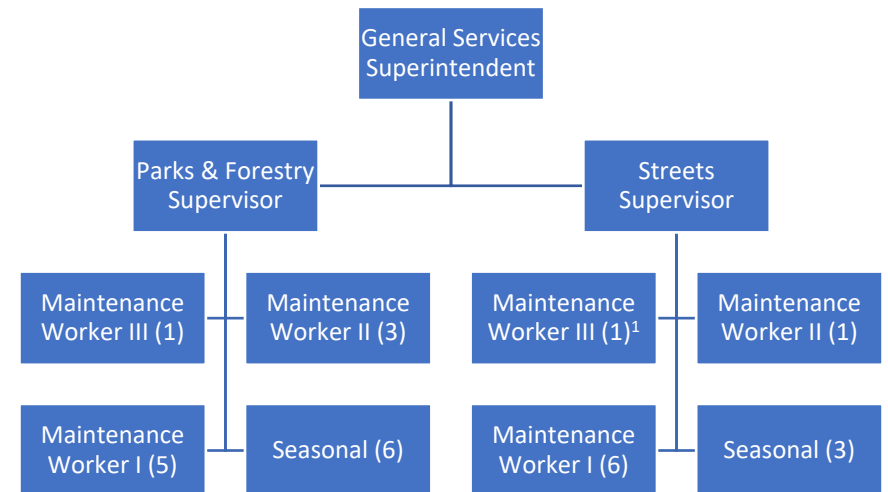 General Services
Superintendent
Parks & Forestry
Supervisor
Streets
Supervisor
Maintenance
Worker III (1)
Maintenance
Worker II (3)
Maintenance
Worker III (1)¹
Maintenance
Worker II (1)
Maintenance
Worker I (5)
Seasonal (6)
Maintenance
Worker I (6)
Seasonal (3)